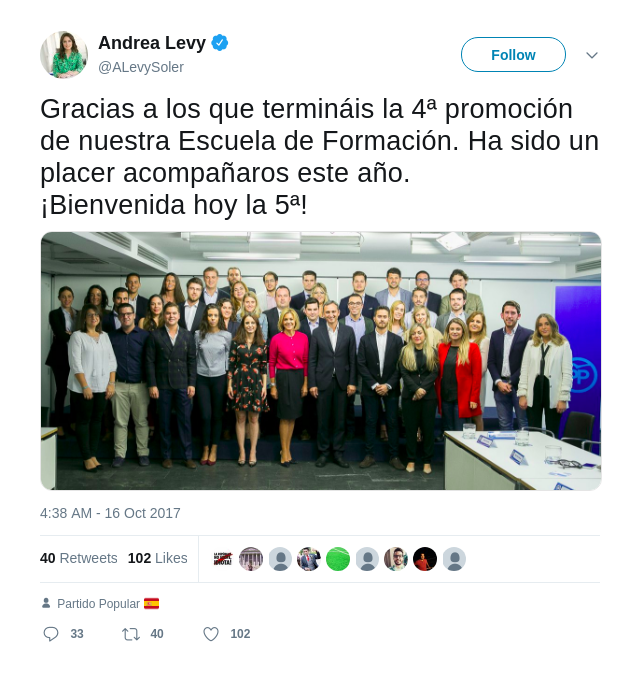 Andrea Levy
@ALevySoler
Follow
Gracias a los que termináis la 4ª promoción
de nuestra Escuela de Formación. Ha sido un
placer acompañaros este año.
¡Bienvenida hoy la 5ª!
PP
4:38 AM - 16 Oct 2017
40 Retweets 102 Likes
Partido Popular
33 40 102